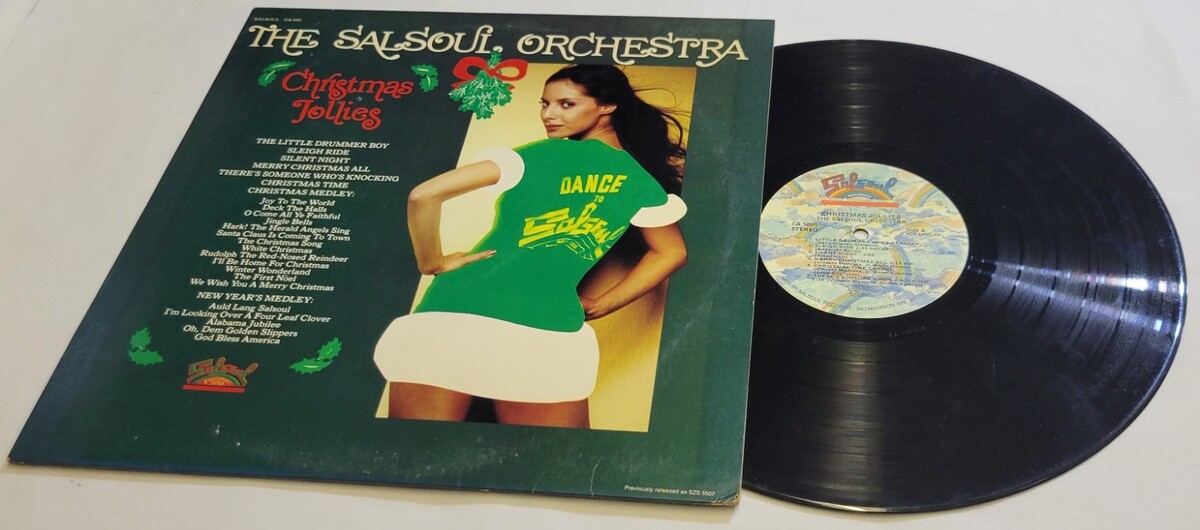 THE SALSOUL ORCHESTRA
Christmas
Jollies
THE LITTLE DRUMMER BOY
SLEIGH RIDE
SILENT NIGHT
MERRY CHRISTMAS ALL
THERE'S SOMEONE WHO'S KNOCKING
CHRISTMAS TIME
CHRISTMAS MEDLEY:
Joy To The World
Deck The Halls
O Come All Ye Faithful
Jingle Bells
Hark! The Herald Angels Sing
Santa Claus Is Coming To Town
The Christmas Song
White Christmas
Rudolph The Red-Nosed Reindeer
I'll Be Home For Christmas
Winter Wonderland
The First Noël
We Wish You A Merry Christmas
NEW YEAR'S MEDLEY:
Auld Lang Salsoul
I'm Looking Over A Four Leaf Clover
Alabama Jubilee
Oh, Dem Golden Slippers
God Bless America
Salsoul
Previously released as SZS 5507
DANCE
TO
Salsoul
Salsoul
CHRISTMAS JOLLIES
THE SALSOUL ORCHESTRA
CA 1001
STEREO
Side A